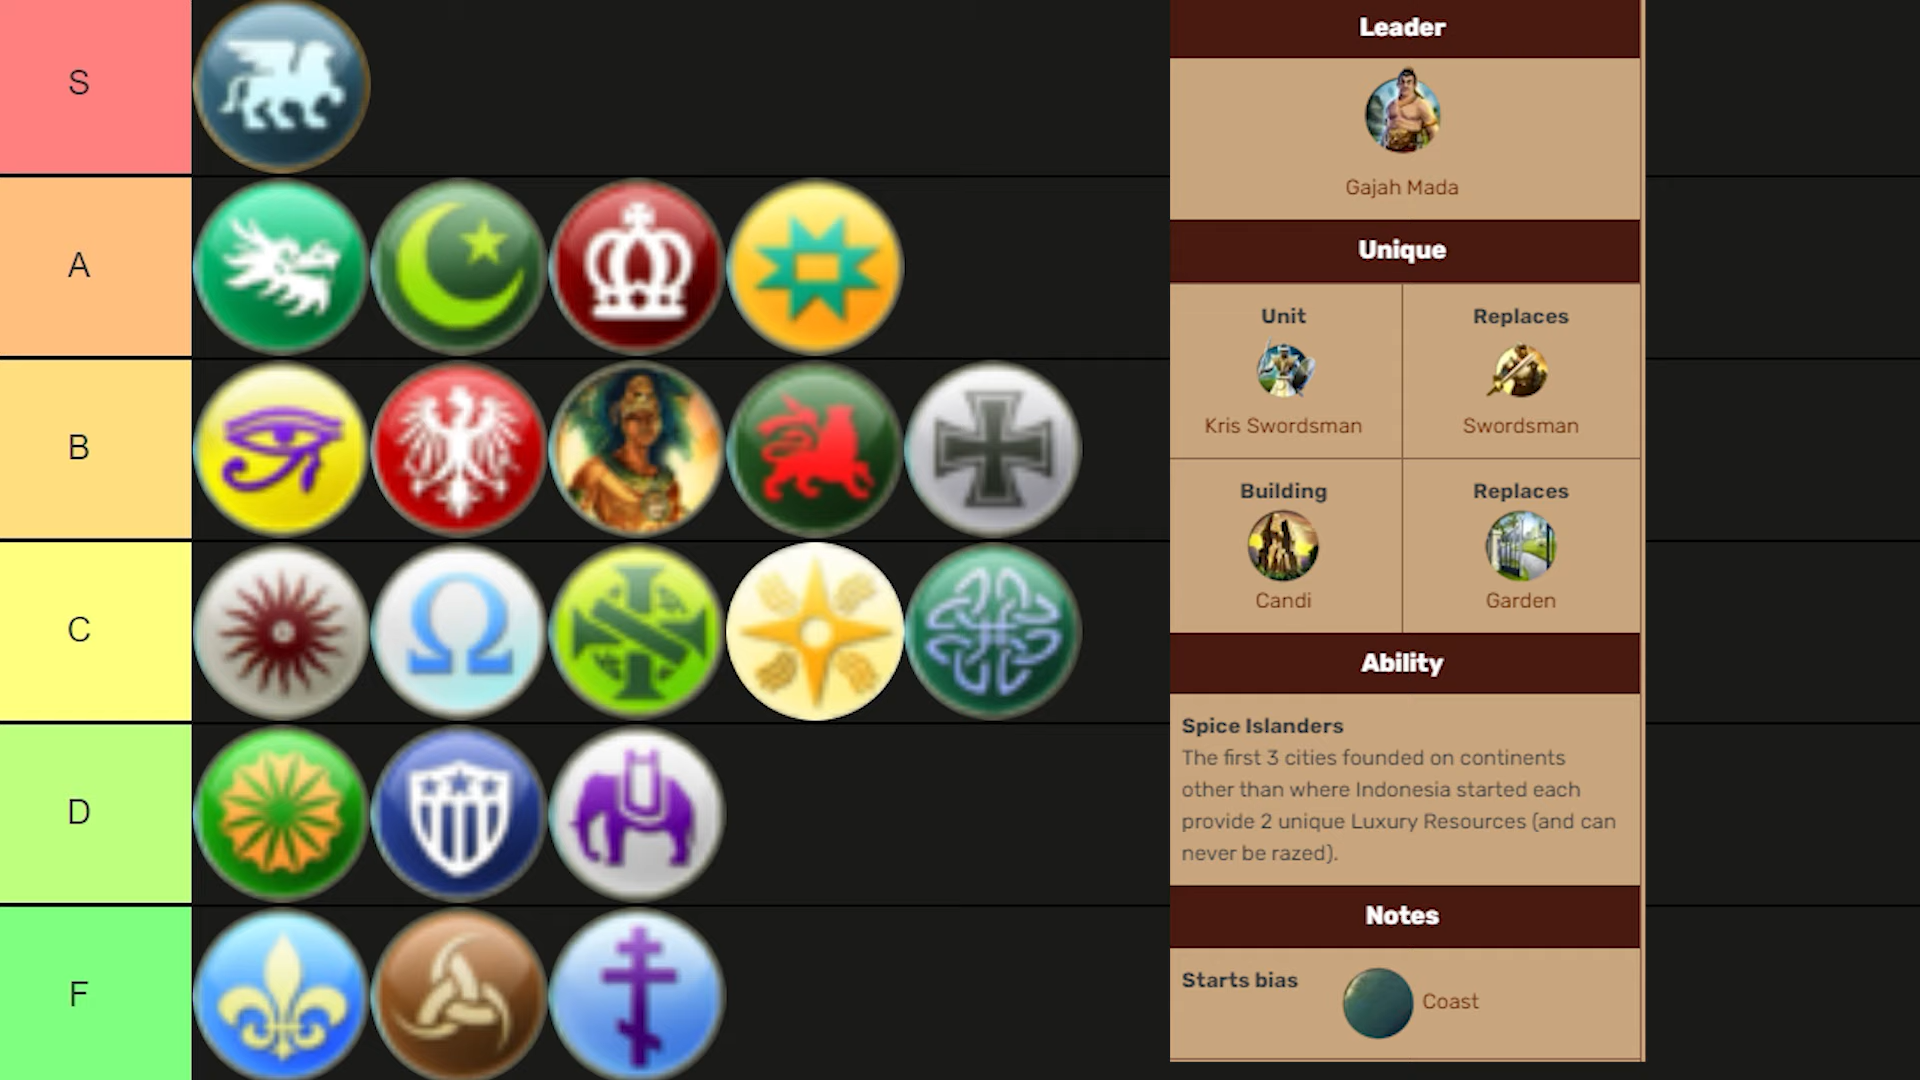 S
A
B
C
D
F
Leader
Gajah Mada
Unique
Unit
Replaces
Kris Swordsman
Swordsman
Building
Replaces
Candi
Garden
Ability
Spice Islanders
The first 3 cities founded on continents
other than where Indonesia started each
provide 2 unique Luxury Resources (and can
never be razed).
Notes
Starts bias
Coast